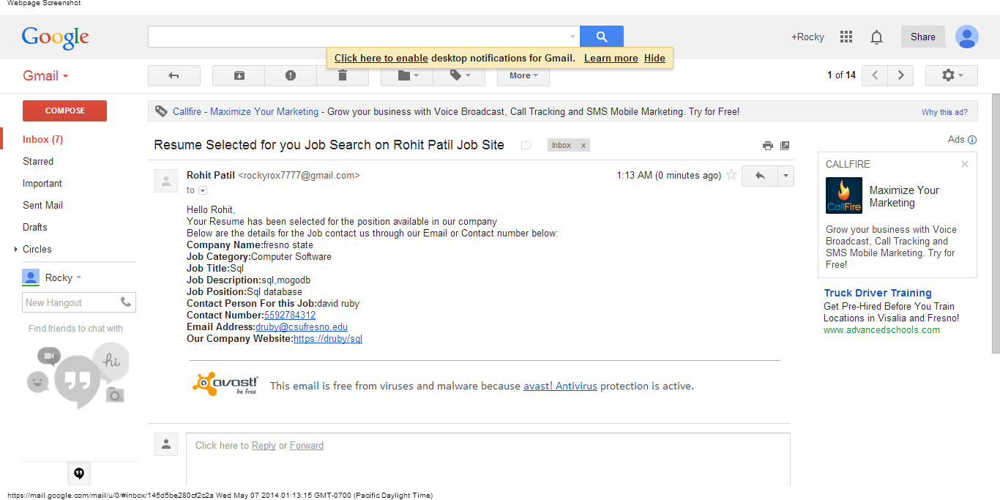 Webpage Screenshot
Google
+Rocky
Share
Click here to enable desktop notifications for Gmail. Learn more Hide
Gmail
More
1 of 14
COMPOSE
Callfire - Maximize Your Marketing - Grow your business with Voice Broadcast, Call Tracking and SMS Mobile Marketing. Try for Free!
Why this ad?
Inbox (7)
Starred
Important
Sent Mail
Drafts
Circles
Rocky
New Hangout
Find friends to chat with
hi
Resume Selected for you Job Search on Rohit Patil Job Site
Inbox x
Rohit Patil <rockyrox7777@gmail.com>
1:13 AM (0 minutes ago)
to
Hello Rohit,
Your Resume has been selected for the position available in our company
Below are the details for the Job contact us through our Email or Contact number below:
Company Name:fresno state
Job Category:Computer Software
Job Title:Sql
Job Description:sql,mogodb
Job Position:Sql database
Contact Person For this Job:david ruby
Contact Number:5592784312
Email Address:druby@csufresno.edu
Our Company Website:https://druby/sql
avast!
be free
This email is free from viruses and malware because avast! Antivirus protection is active.
Click here to Reply or Forward
Ads
CALLFIRE
CallFire
Maximize Your
Marketing
Grow your business with Voice
Broadcast, Call Tracking and
SMS Mobile Marketing. Try for
Free!
Truck Driver Training
Get Pre-Hired Before You Train
Locations in Visalia and Fresno!
www.advancedschools.com
https://mail.google.com/mail/u/0/#inbox/145d5be280cf2c2a Wed May 07 2014 01:13:15 GMT-0700 (Pacific Daylight Time)